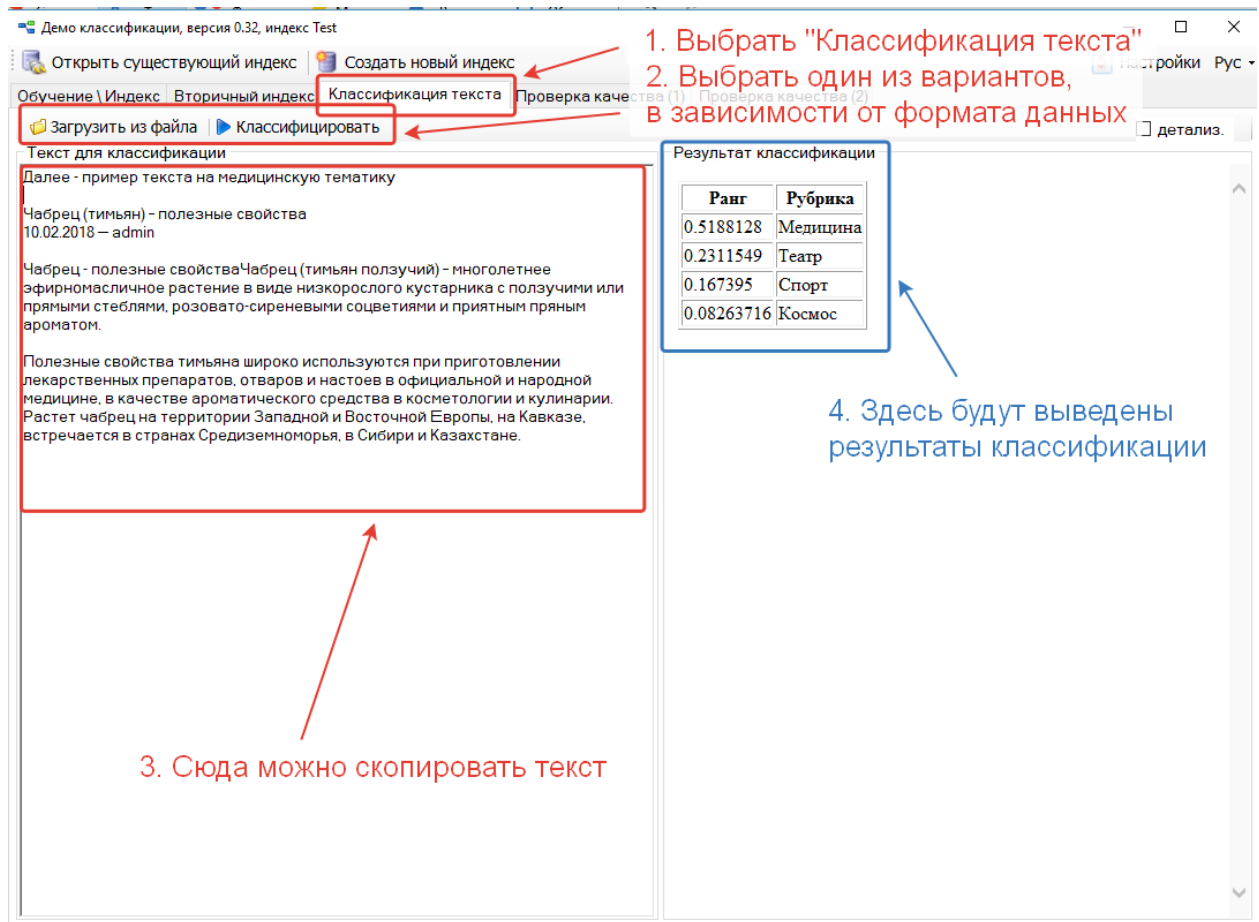 Демо классификации, версия 0.32, индекс Test
Открыть существующий индекс
Создать новый индекс
Настройки Рус
Обучение \ Индекс Вторичный индекс Классификация текста Проверка качества (1) Проверка качества (2)
Загрузить из файла Классифицировать
детализ.
1. Выбрать "Классификация текста"
2. Выбрать один из вариантов,
в зависимости от формата данных
Текст для классификации
Далее - пример текста на медицинскую тематику
Чабрец (тимьян) – полезные свойства
10.02.2018 — admin
Чабрец - полезные свойстваЧабрец (тимьян ползучий) – многолетнее
эфирномасличное растение в виде низкорослого кустарника с ползучими или
прямыми стеблями, розовато-сиреневыми соцветиями и приятным пряным
ароматом.
Полезные свойства тимьяна широко используются при приготовлении
лекарственных препаратов, отваров и настоев в официальной и народной
медицине, в качестве ароматического средства в косметологии и кулинарии.
Растет чабрец на территории Западной и Восточной Европы, на Кавказе,
встречается в странах Средиземноморья, в Сибири и Казахстане.
3. Сюда можно скопировать текст
Результат классификации
Ранг Рубрика
0.5188128 Медицина
0.2311549 Театр
0.167395 Спорт
0.08263716 Космос
4. Здесь будут выведены
результаты классификации